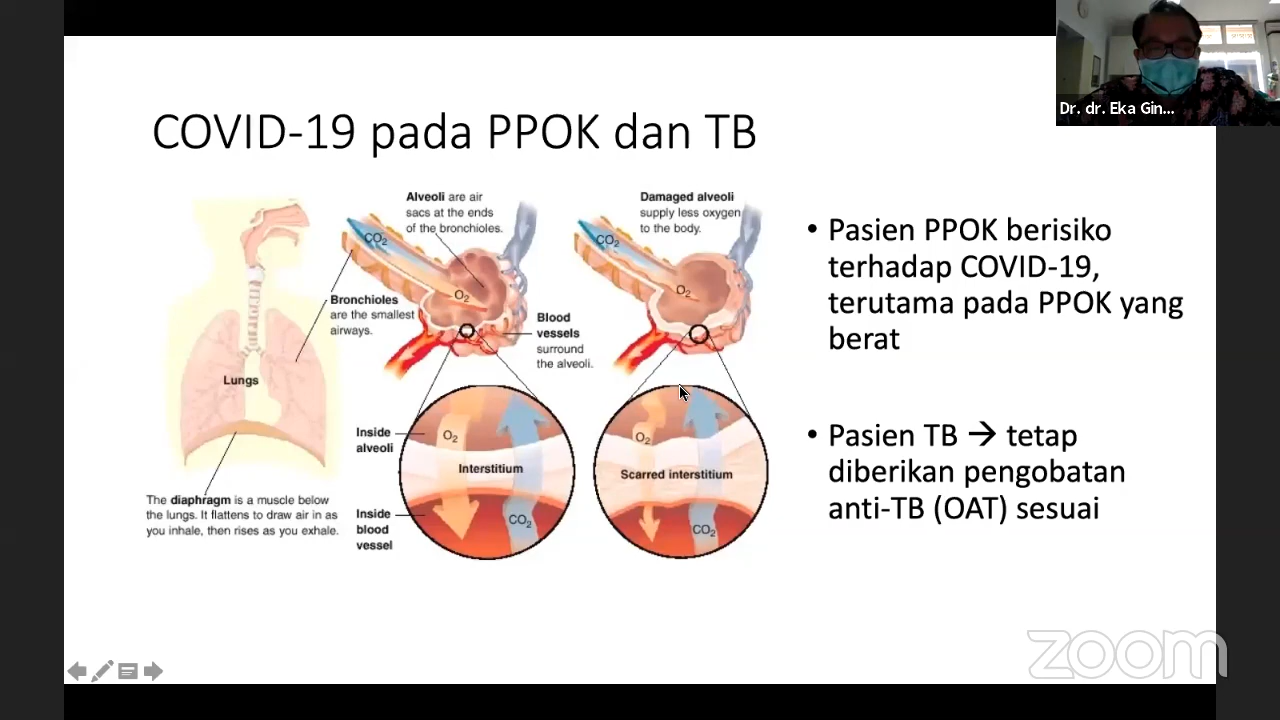 Dr. dr. Eka Gin...
COVID-19 pada PPOK dan TB
Alveoli are air
sacs at the ends
of the bronchioles.
Damaged alveoli
supply less oxygen
to the body.
CO2
O2
CO2
O2
Bronchioles
are the smallest
airways.
Blood
vessels
surround
the alveoli.
Lungs
Inside
alveoli
O2
Interstitium
CO2
Inside
blood
vessel
O2
Scarred interstitium
CO2
The diaphragm is a muscle below
the lungs. It flattens to draw air in as
you inhale, then rises as you exhale.
• Pasien PPOK berisiko
terhadap COVID-19,
terutama pada PPOK yang
berat
• Pasien TB → tetap
diberikan pengobatan
anti-TB (OAT) sesuai
zoom